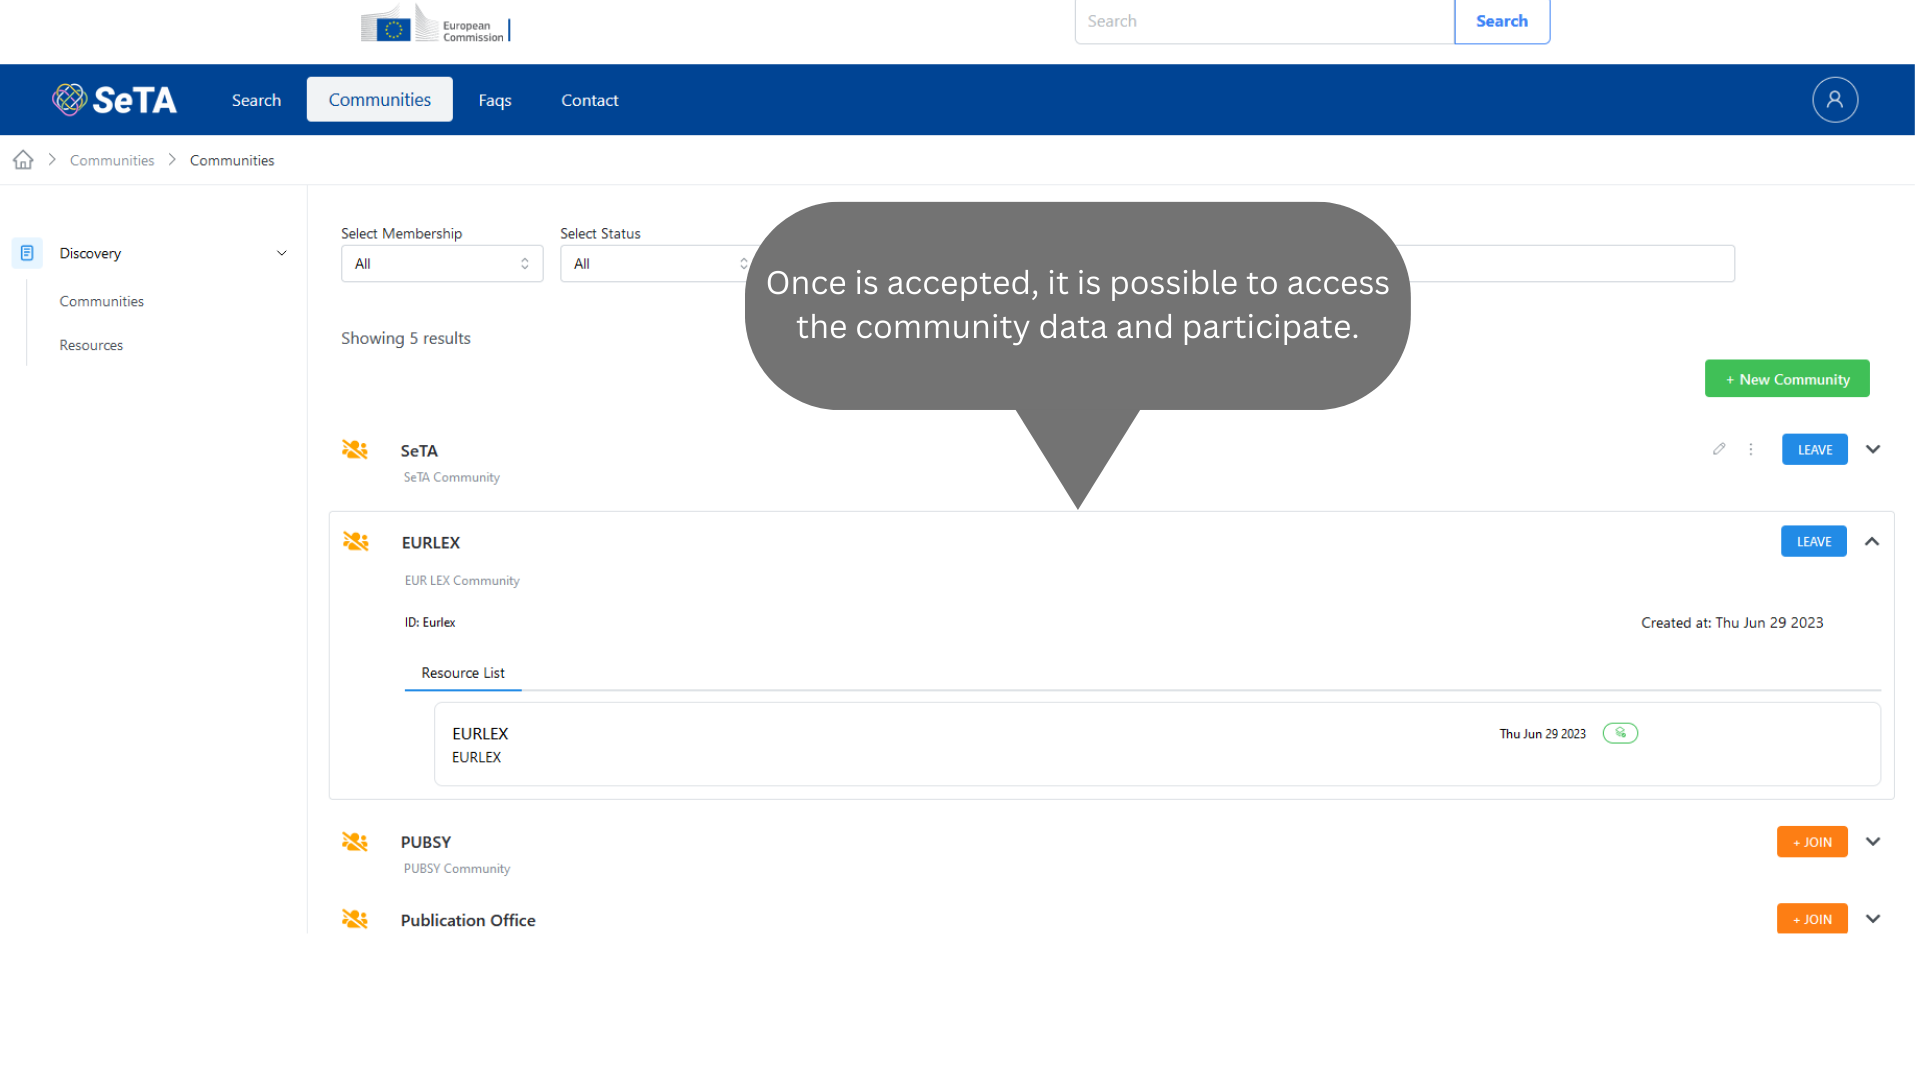 European
Commission
Search
Search
SeTA
Search
Communities
Faqs
Contact
Communities
Communities
Discovery
Communities
Resources
Select Membership
Select Status
All
All
Once is accepted, it is possible to access
the community data and participate.
Showing 5 results
+ New Community
SeTA
SeTA Community
LEAVE
EURLEX
LEAVE
EUR LEX Community
ID: Eurlex
Created at: Thu Jun 29 2023
Resource List
EURLEX
Thu Jun 29 2023
EURLEX
PUBSY
+ JOIN
PUBSY Community
Publication Office
+ JOIN